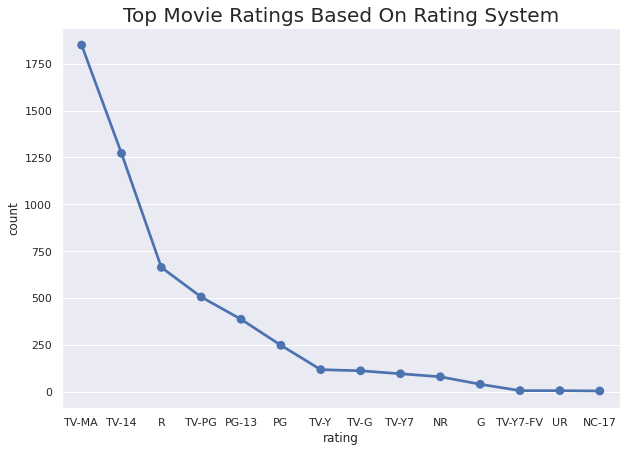 Top Movie Ratings Based On Rating System
count
1750
1500
1250
1000
750
500
250
0
TV-MA TV-14 R TV-PG PG-13 PG TV-Y TV-G TV-Y7 NR G TV-Y7-FV UR NC-17
rating